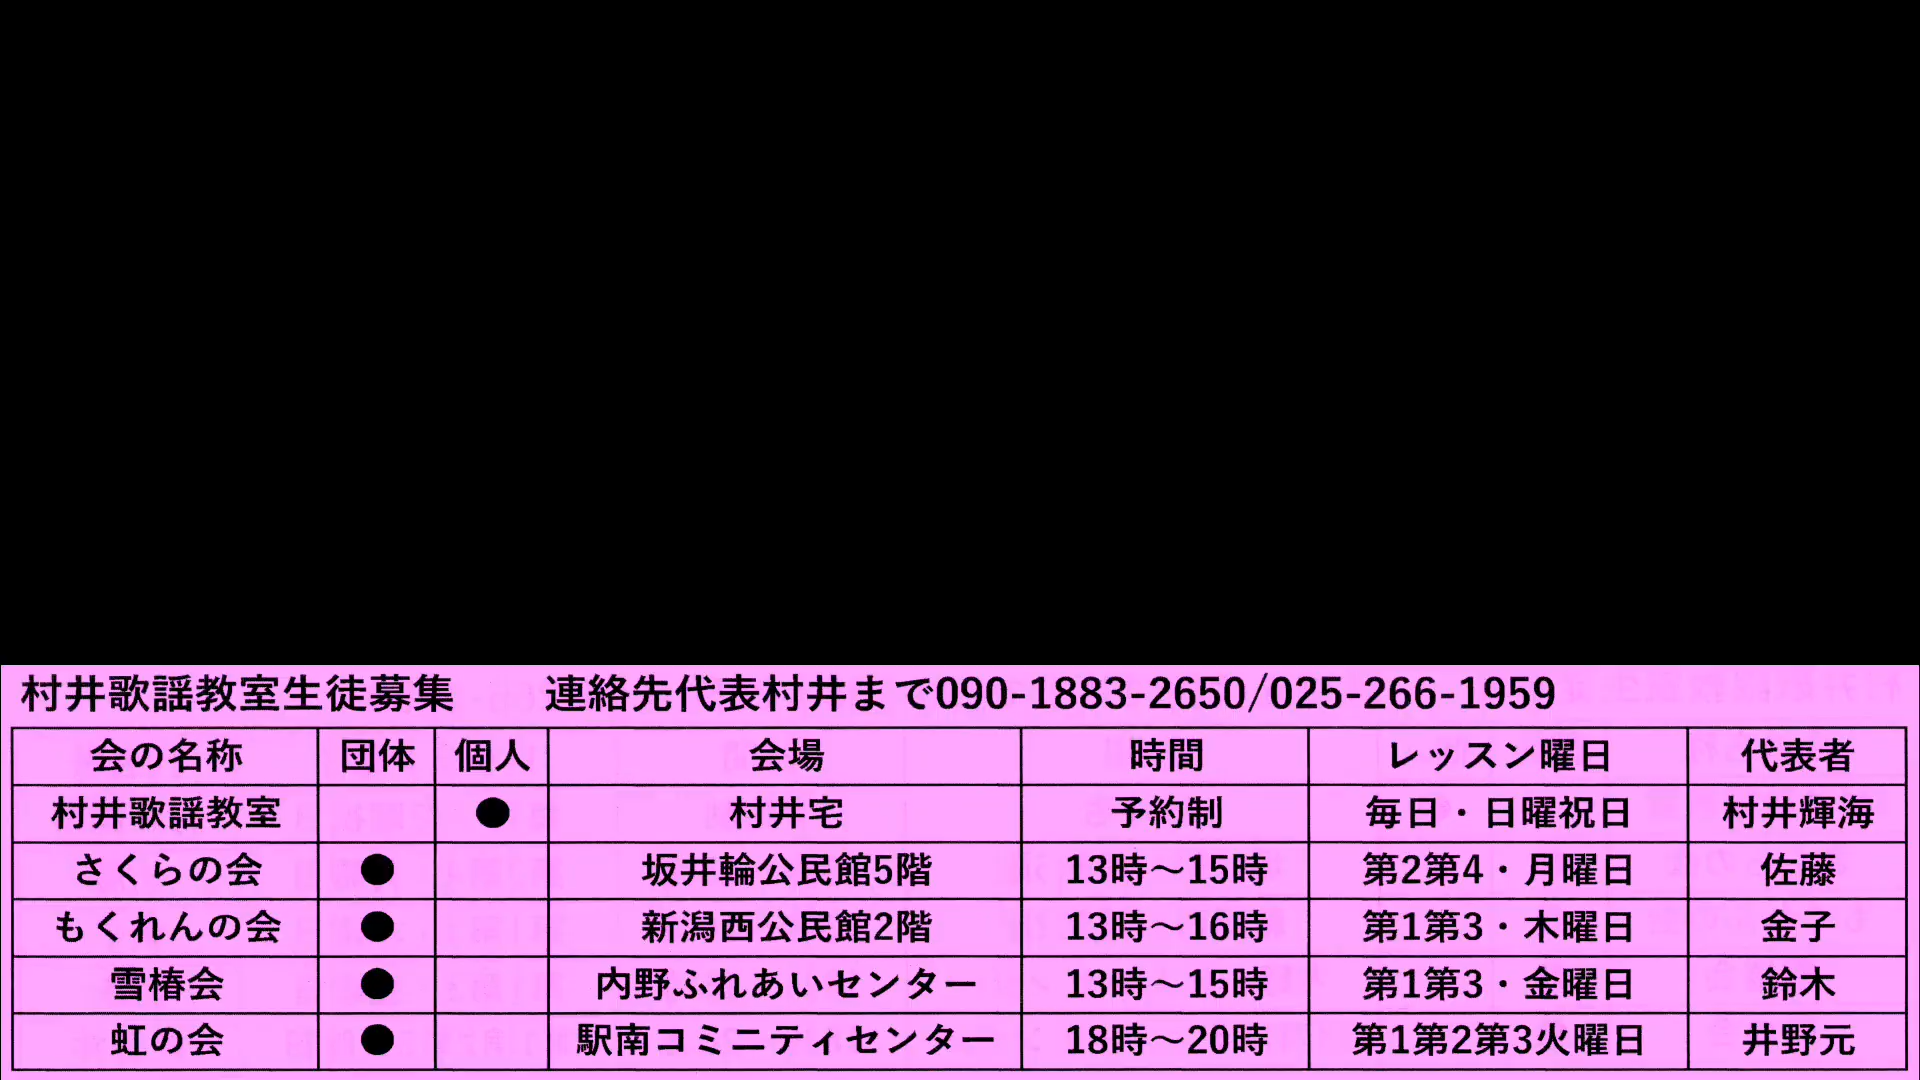 村井歌謡教室生徒募集　連絡先代表村井まで090-1883-2650/025-266-1959
会の名称 団体 個人 会場 時間 レッスン曜日 代表者
村井歌謡教室 ● 村井宅 予約制 毎日・日曜祝日 村井輝海
さくらの会 ● 坂井輪公民館5階 13時〜15時 第2第4・月曜日 佐藤
もくれんの会 ● 新潟西公民館2階 13時〜16時 第1第3・木曜日 金子
雪椿会 ● 内野ふれあいセンター 13時〜15時 第1第3・金曜日 鈴木
虹の会 ● 駅南コミニティセンター 18時〜20時 第1第2第3火曜日 井野元